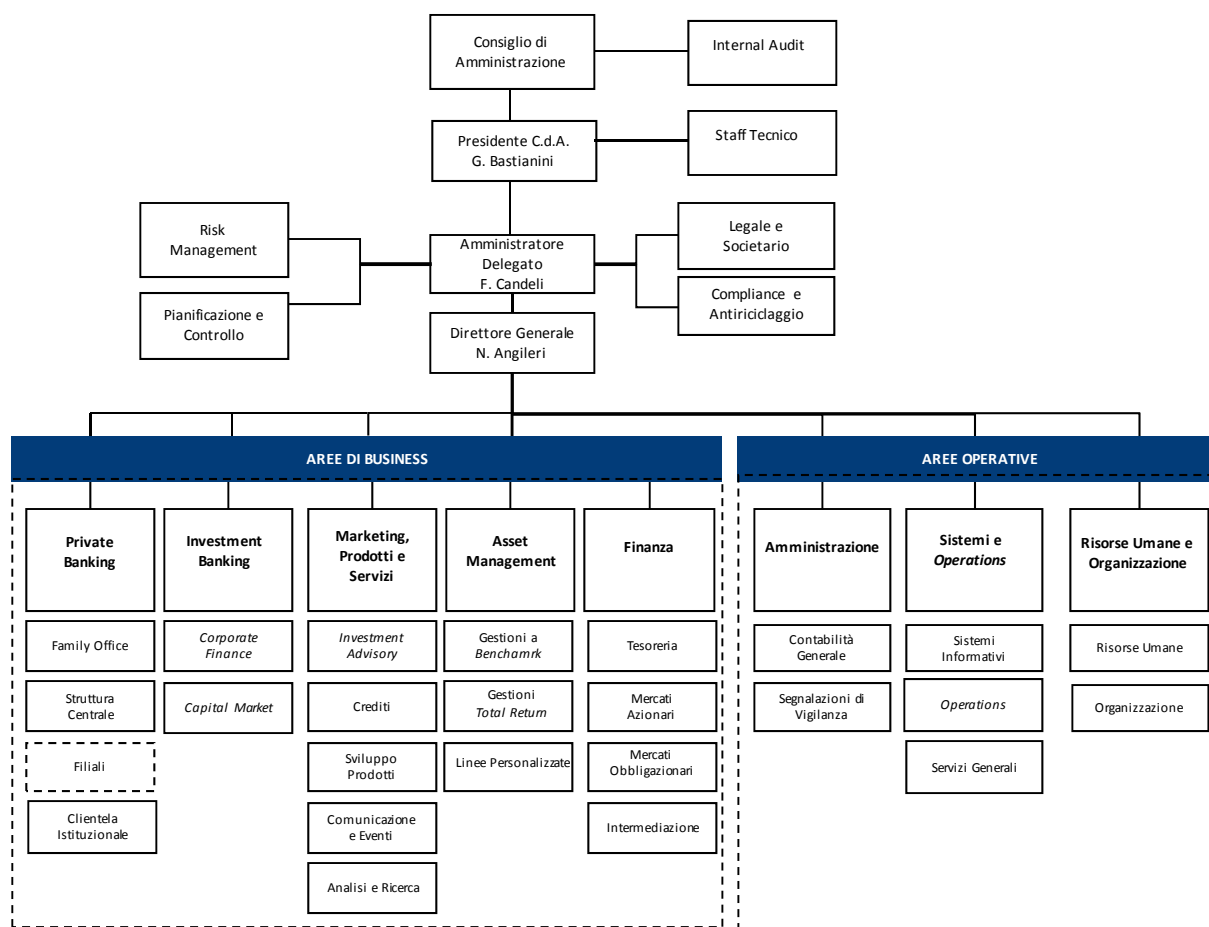 Consiglio di
Amministrazione
Internal Audit
Presidente C.d.A.
G. Bastianini
Staff Tecnico
Risk
Management
Pianificazione e
Controllo
Amministratore
Delegato
F. Candeli
Legale e
Societario
Compliance e
Antiriciclaggio
Direttore Generale
N. Angileri
AREE DI BUSINESS
AREE OPERATIVE
Private
Banking
Family Office
Struttura
Centrale
Filiali
Clientela
Istituzionale
Investment
Banking
Corporate
Finance
Capital Market
Marketing,
Prodotti e
Servizi
Investment
Advisory
Crediti
Sviluppo
Prodotti
Comunicazione
e Eventi
Analisi e Ricerca
Asset
Management
Gestioni a
Benchamrk
Gestioni
Total Return
Linee Personalizzate
Finanza
Tesoreria
Mercati
Azionari
Mercati
Obbligazionari
Intermediazione
Amministrazione
Contabilità
Generale
Segnalazioni di
Vigilanza
Sistemi e
Operations
Sistemi
Informativi
Operations
Servizi Generali
Risorse Umane e
Organizzazione
Risorse Umane
Organizzazione